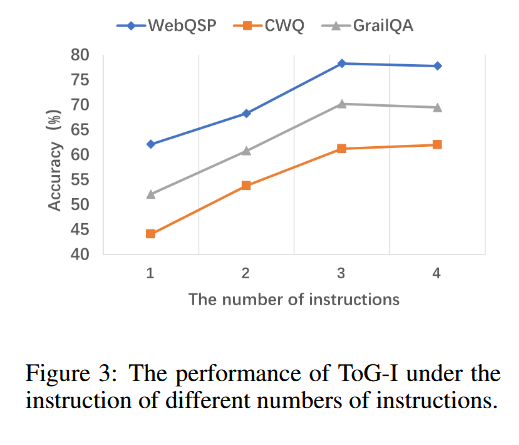 WebQSP CWQ GrailQA
80
75
70
65
60
55
50
45
40
Accuracy (%)
1 2 3 4
The number of instructions
Figure 3: The performance of ToG-I under the
instruction of different numbers of instructions.